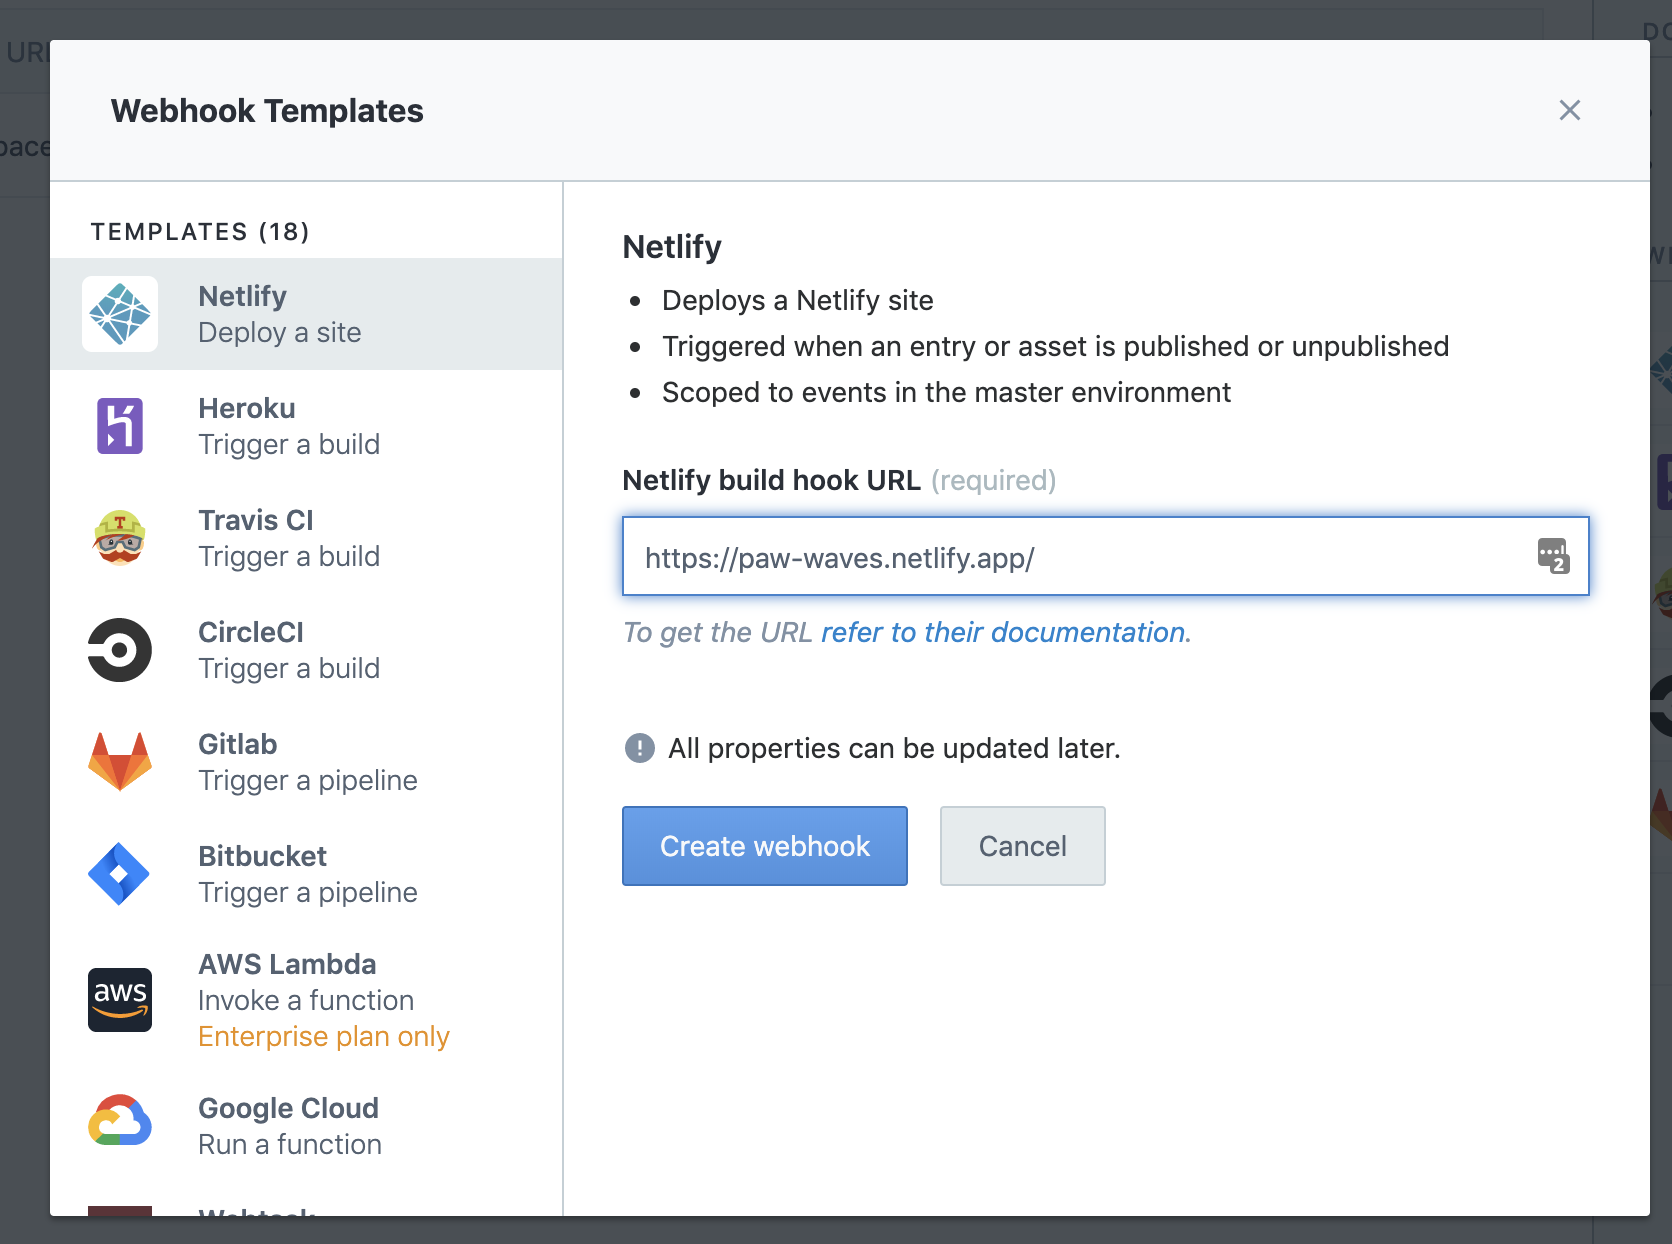 URL
Webhook Templates
TEMPLATES (18)
Netlify
Deploy a site
Heroku
Trigger a build
Travis CI
Trigger a build
CircleCI
Trigger a build
Gitlab
Trigger a pipeline
Bitbucket
Trigger a pipeline
aws
AWS Lambda
Invoke a function
Enterprise plan only
Google Cloud
Run a function
Netlify
• Deploys a Netlify site
• Triggered when an entry or asset is published or unpublished
• Scoped to events in the master environment
Netlify build hook URL (required)
https://paw-waves.netlify.app/
2
To get the URL refer to their documentation.
All properties can be updated later.
Create webhook
Cancel